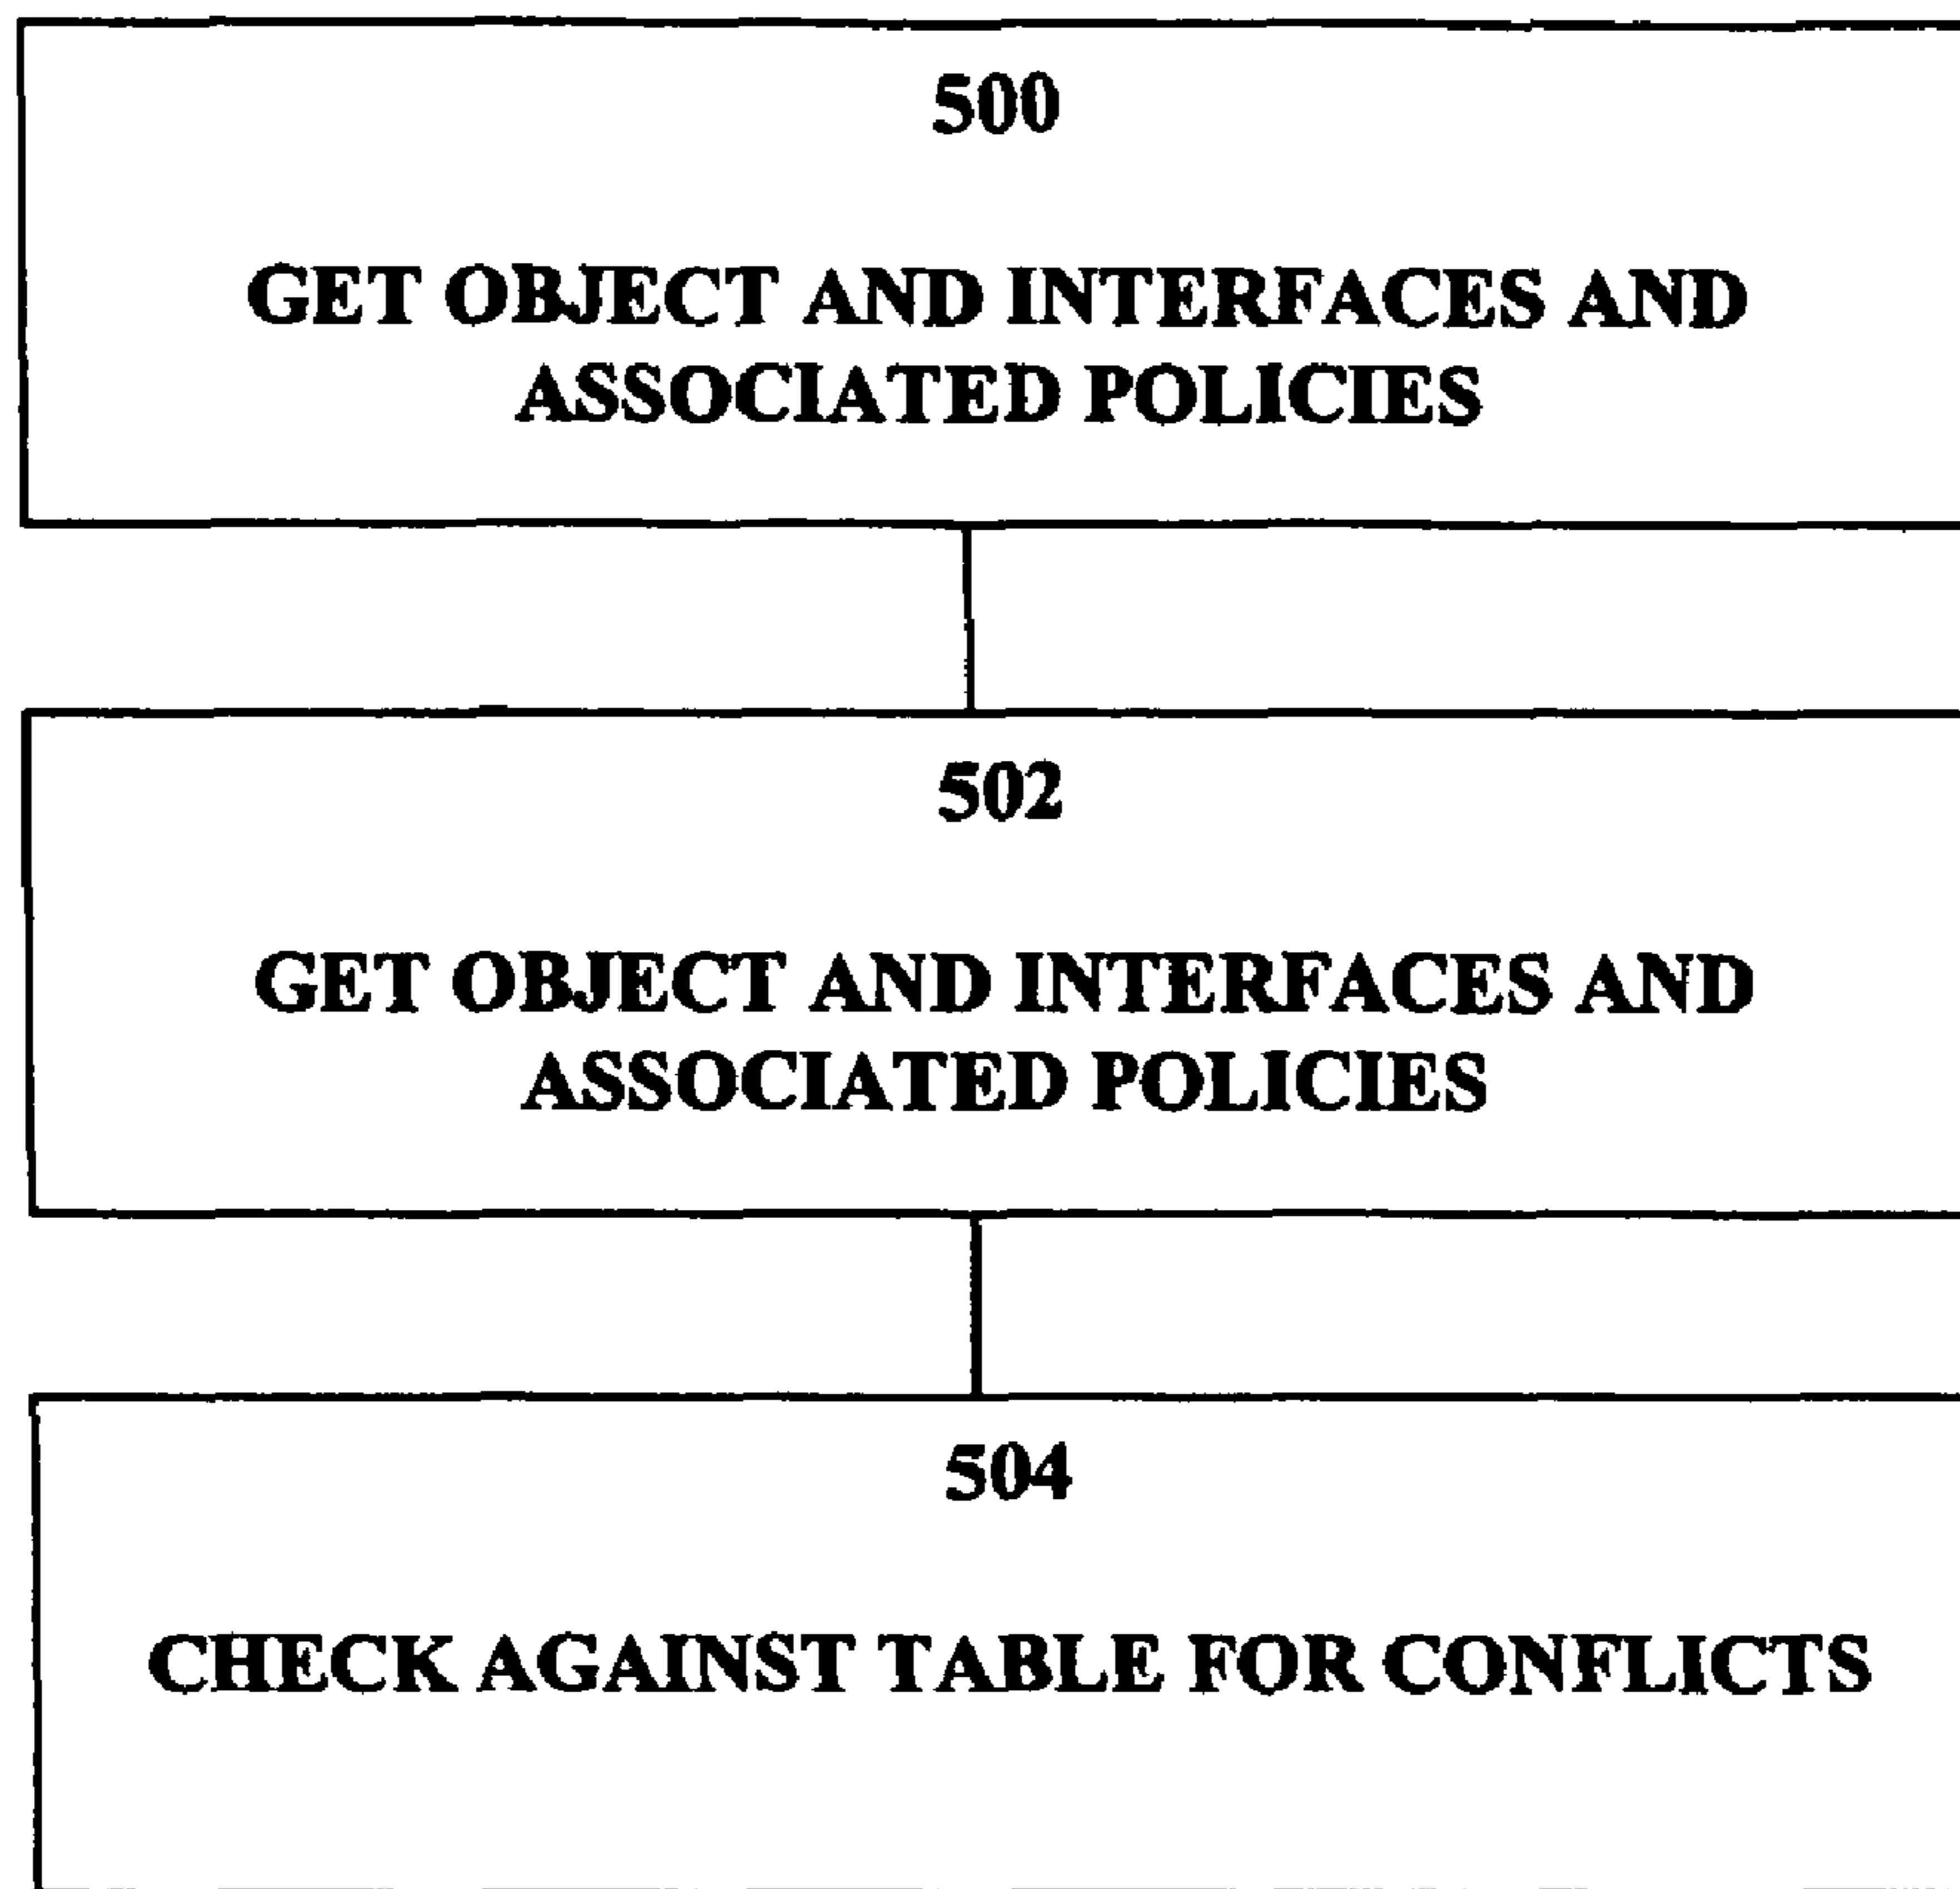 500
GET OBJECT AND INTERFACES AND
ASSOCIATED POLICIES
502
GET OBJECT AND INTERFACES AND
ASSOCIATED POLICIES
504
CHECK AGAINST TABLE FOR CONFLICTS